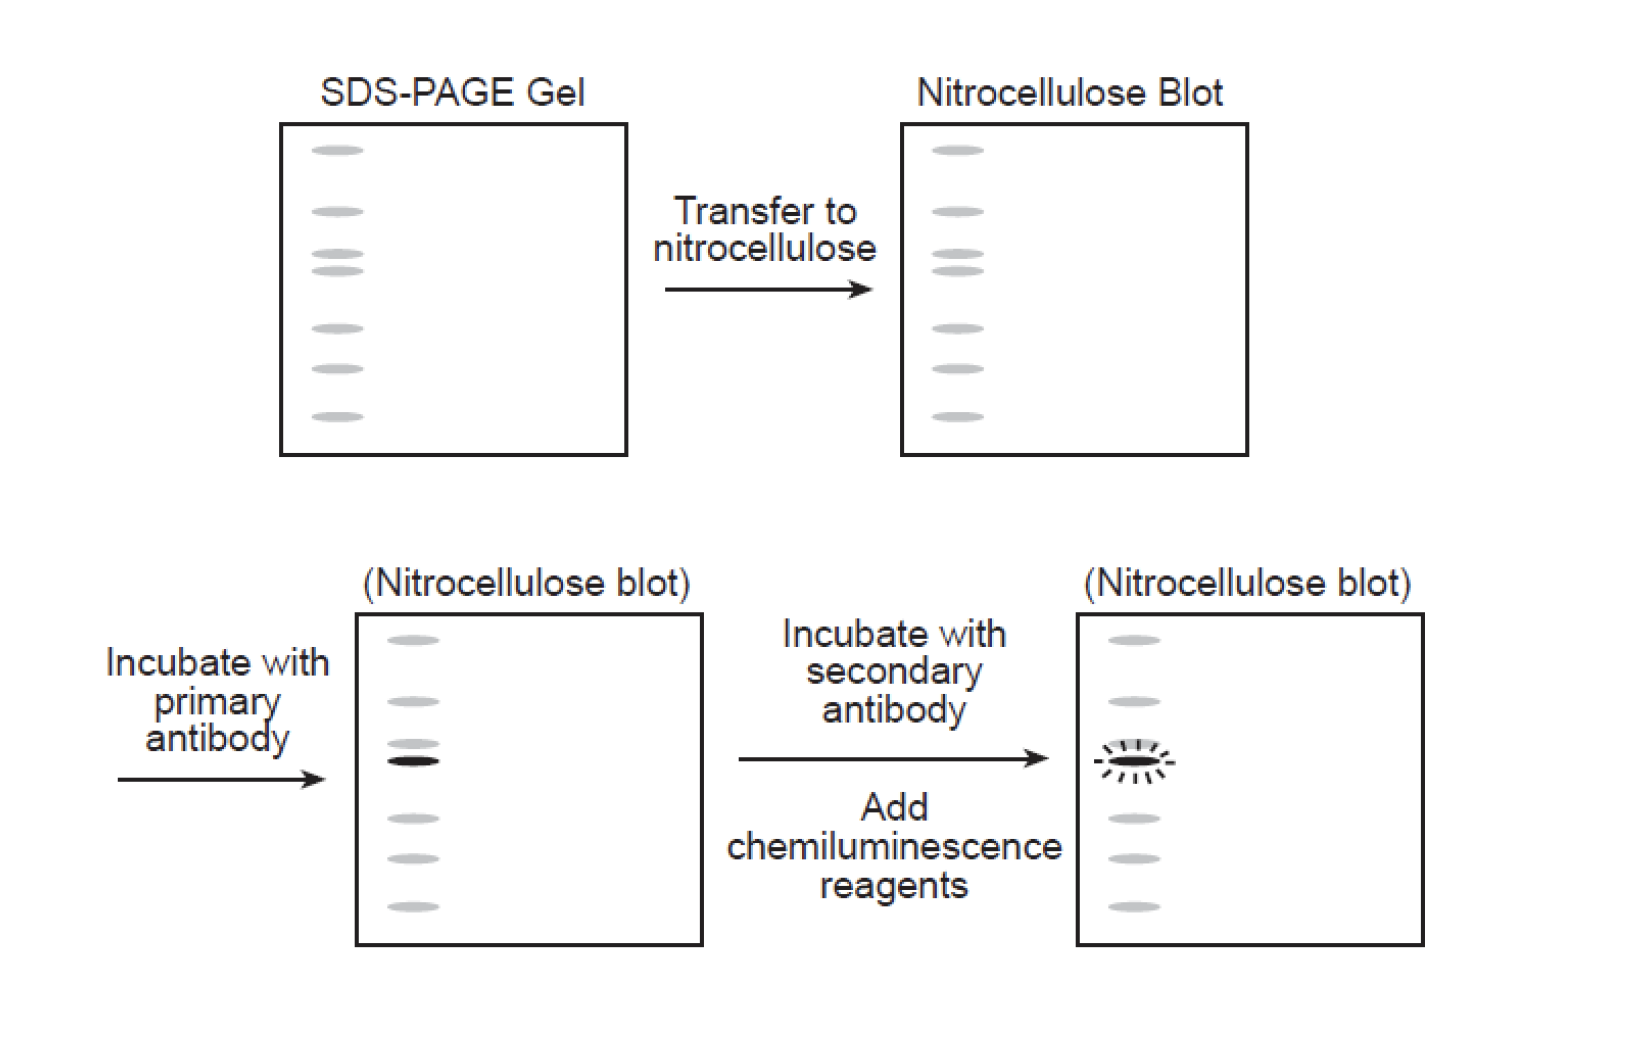 SDS-PAGE Gel
Nitrocellulose Blot
Transfer to
nitrocellulose
(Nitrocellulose blot)
(Nitrocellulose blot)
Incubate with
primary
antibody
Incubate with
secondary
antibody
Add
chemiluminescence
reagents